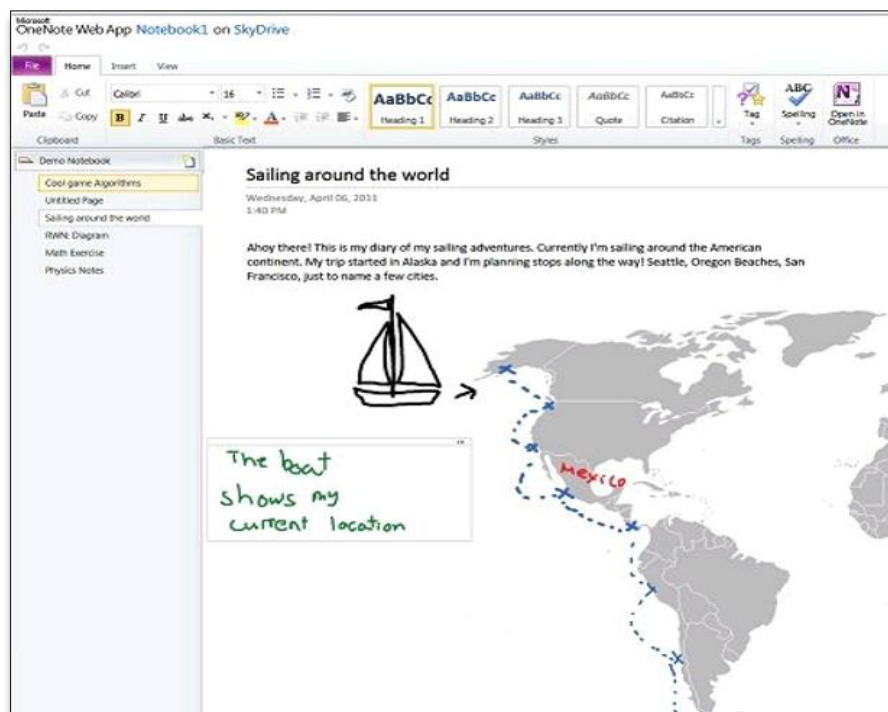 Microsoft
OneNote Web App Notebook1 on SkyDrive
File Home Insert View
Paste
Cut
Copy
Clipboard
Calibri 16
B I U abc
Basic Text
AaBbCc AaBbCc AaBbCc AaBbCc AaBbCc
Heading 1 Heading 2 Heading 3 Quote Citation
Styles
Tag
Tags
ABC
Spelling
Spelling
Open in
OneNote
Office
Demo Notebook
Cool game Algorithms
Untitled Page
Sailing around the world
RWN: Diagram
Math Exercise
Physics Notes
Sailing around the world
Wednesday, April 06, 2011
1:40 PM
Ahoy there! This is my diary of my sailing adventures. Currently I'm sailing around the American
continent. My trip started in Alaska and I'm planning stops along the way! Seattle, Oregon Beaches, San
Francisco, just to name a few cities.
The boat
shows my
current location
Mexico